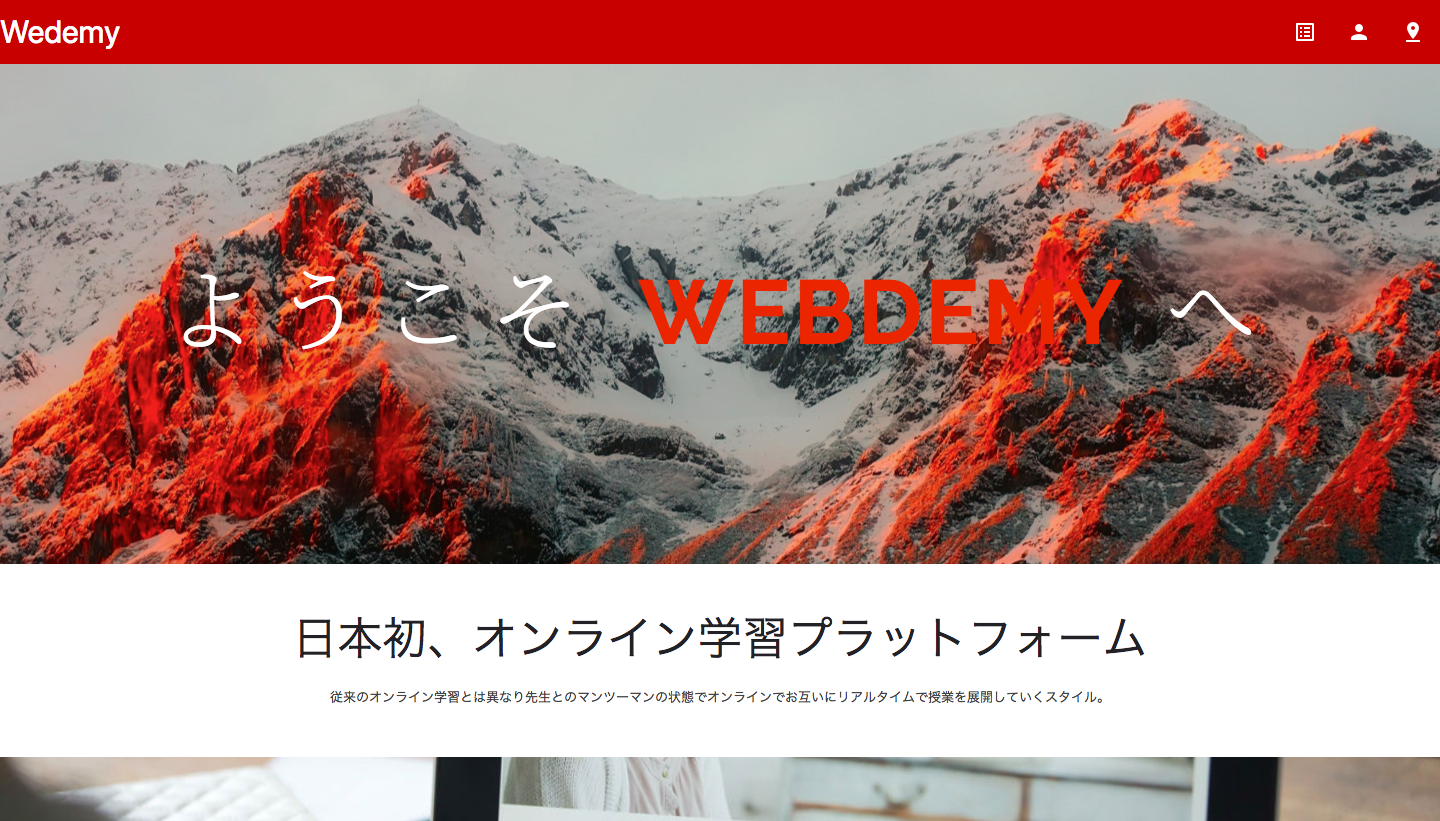 Wedemy
ようこそ WEBDEMY へ
日本初、オンライン学習プラットフォーム
従来のオンライン学習とは異なり先生とのマンツーマンの状態でオンラインでお互いにリアルタイムで授業を展開していくスタイル。